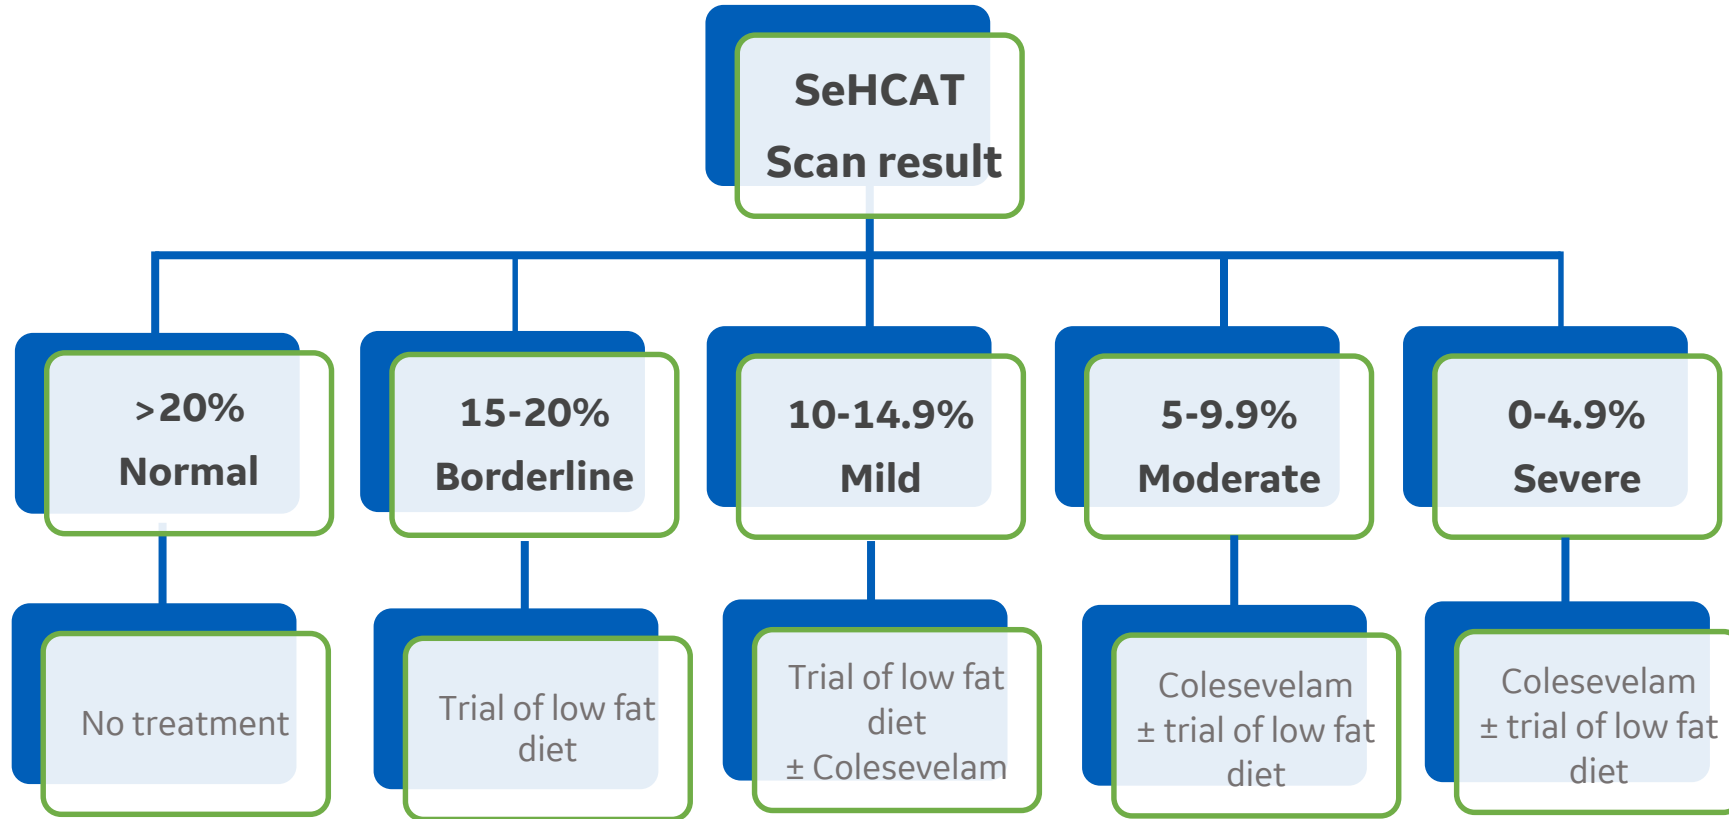 SeHCAT
Scan result
>20%
Normal
15-20%
Borderline
10-14.9%
Mild
5-9.9%
Moderate
0-4.9%
Severe
No treatment
Trial of low fat
diet
Trial of low fat
diet
± Colesevelam
Colesevelam
± trial of low fat
diet
Colesevelam
± trial of low fat
diet